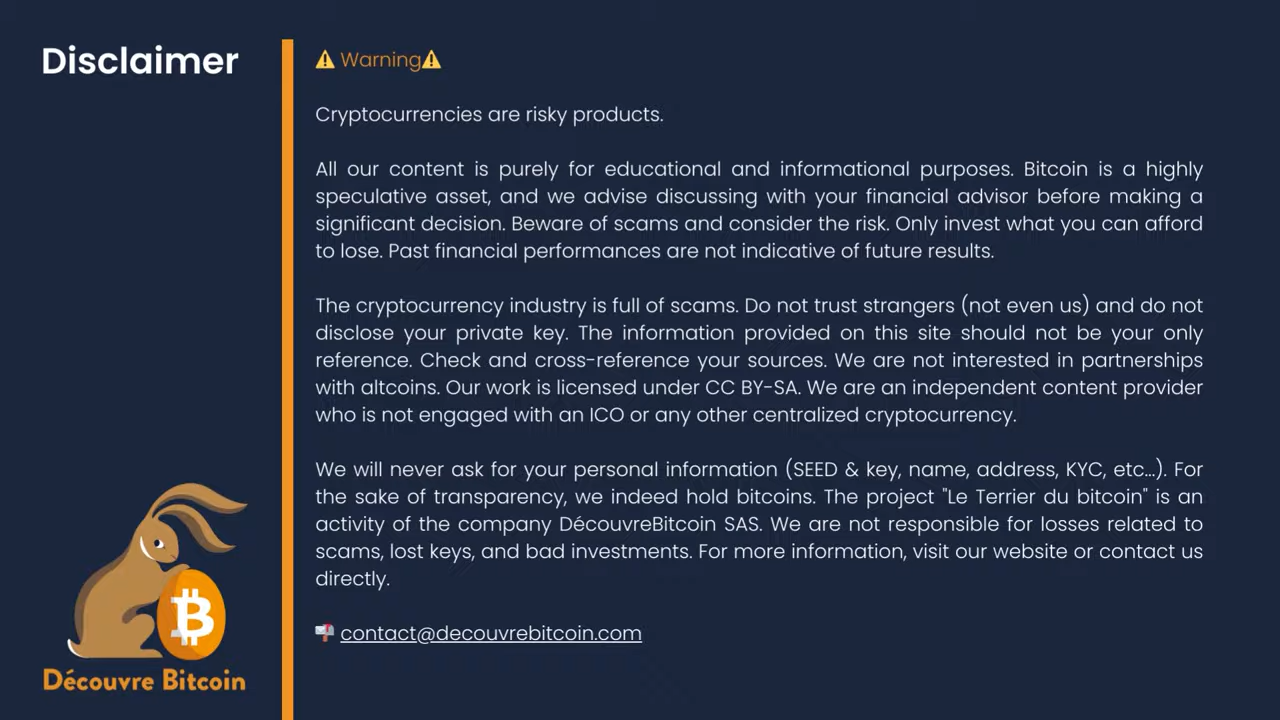 Disclaimer
⚠️ Warning⚠️
Cryptocurrencies are risky products.
All our content is purely for educational and informational purposes. Bitcoin is a highly
speculative asset, and we advise discussing with your financial advisor before making a
significant decision. Beware of scams and consider the risk. Only invest what you can afford
to lose. Past financial performances are not indicative of future results.
The cryptocurrency industry is full of scams. Do not trust strangers (not even us) and do not
disclose your private key. The information provided on this site should not be your only
reference. Check and cross-reference your sources. We are not interested in partnerships
with altcoins. Our work is licensed under CC BY-SA. We are an independent content provider
who is not engaged with an ICO or any other centralized cryptocurrency.
We will never ask for your personal information (SEED & key, name, address, KYC, etc...). For
the sake of transparency, we indeed hold bitcoins. The project "Le Terrier du bitcoin" is an
activity of the company DécouvreBitcoin SAS. We are not responsible for losses related to
scams, lost keys, and bad investments. For more information, visit our website or contact us
directly.
📬 contact@decouvrebitcoin.com
Découvre Bitcoin